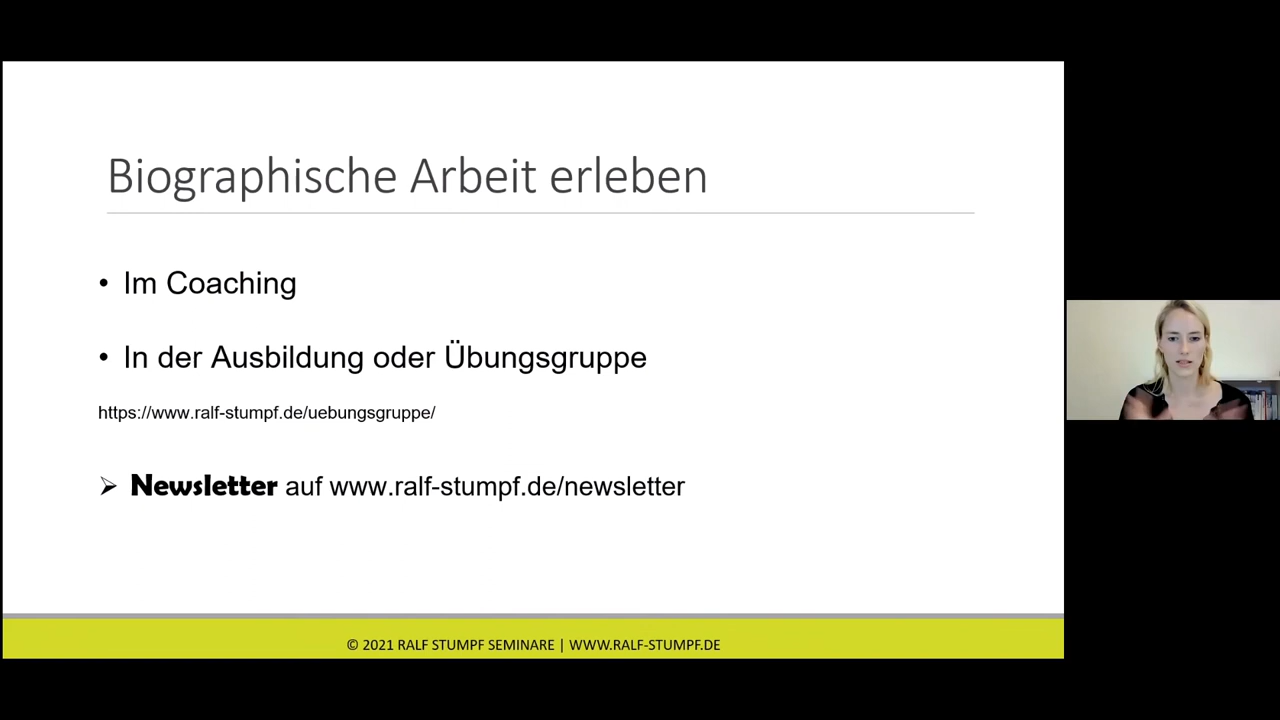 Biographische Arbeit erleben
• Im Coaching
• In der Ausbildung oder Übungsgruppe
https://www.ralf-stumpf.de/uebungsgruppe/
➢ Newsletter auf www.ralf-stumpf.de/newsletter
© 2021 RALF STUMPF SEMINARE | WWW.RALF-STUMPF.DE